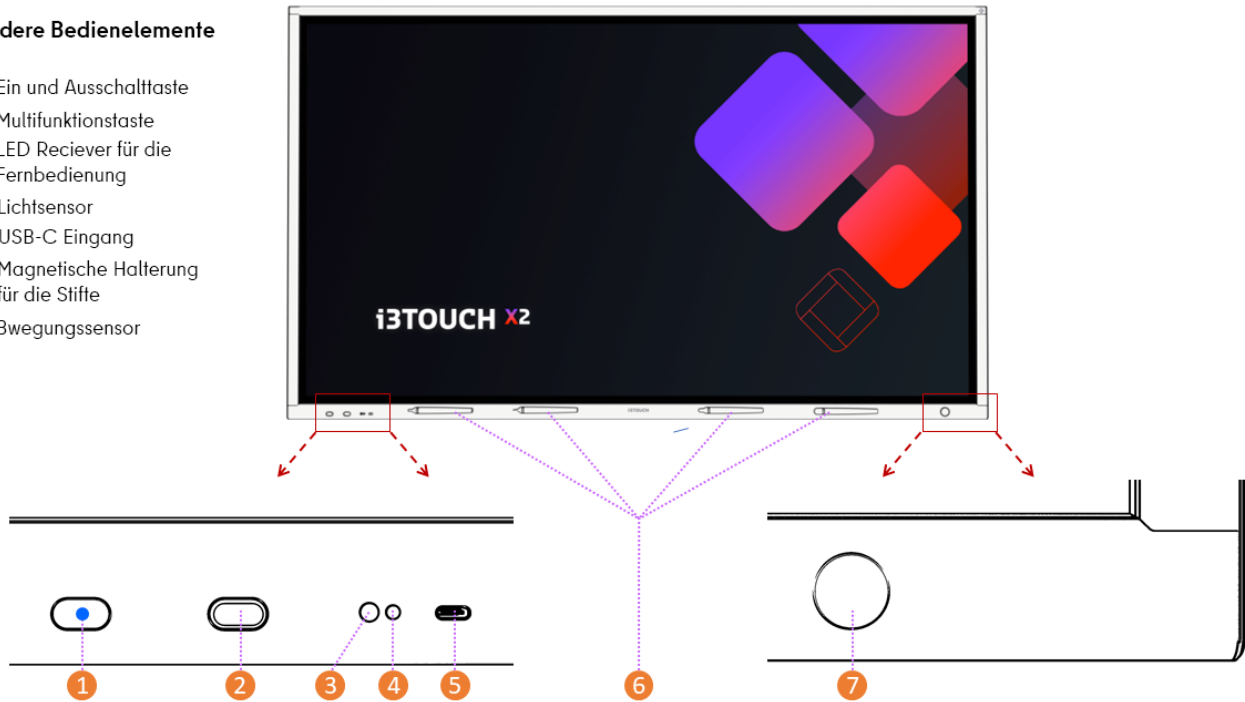 dere Bedienelemente
Ein und Ausschalttaste
Multifunktionstaste
LED Reciever für die
Fernbedienung
Lichtsensor
USB-C Eingang
Magnetische Halterung
für die Stifte
Bwegungssensor
i3TOUCH X2
i3TOUCH
1 2 3 4 5 6 7